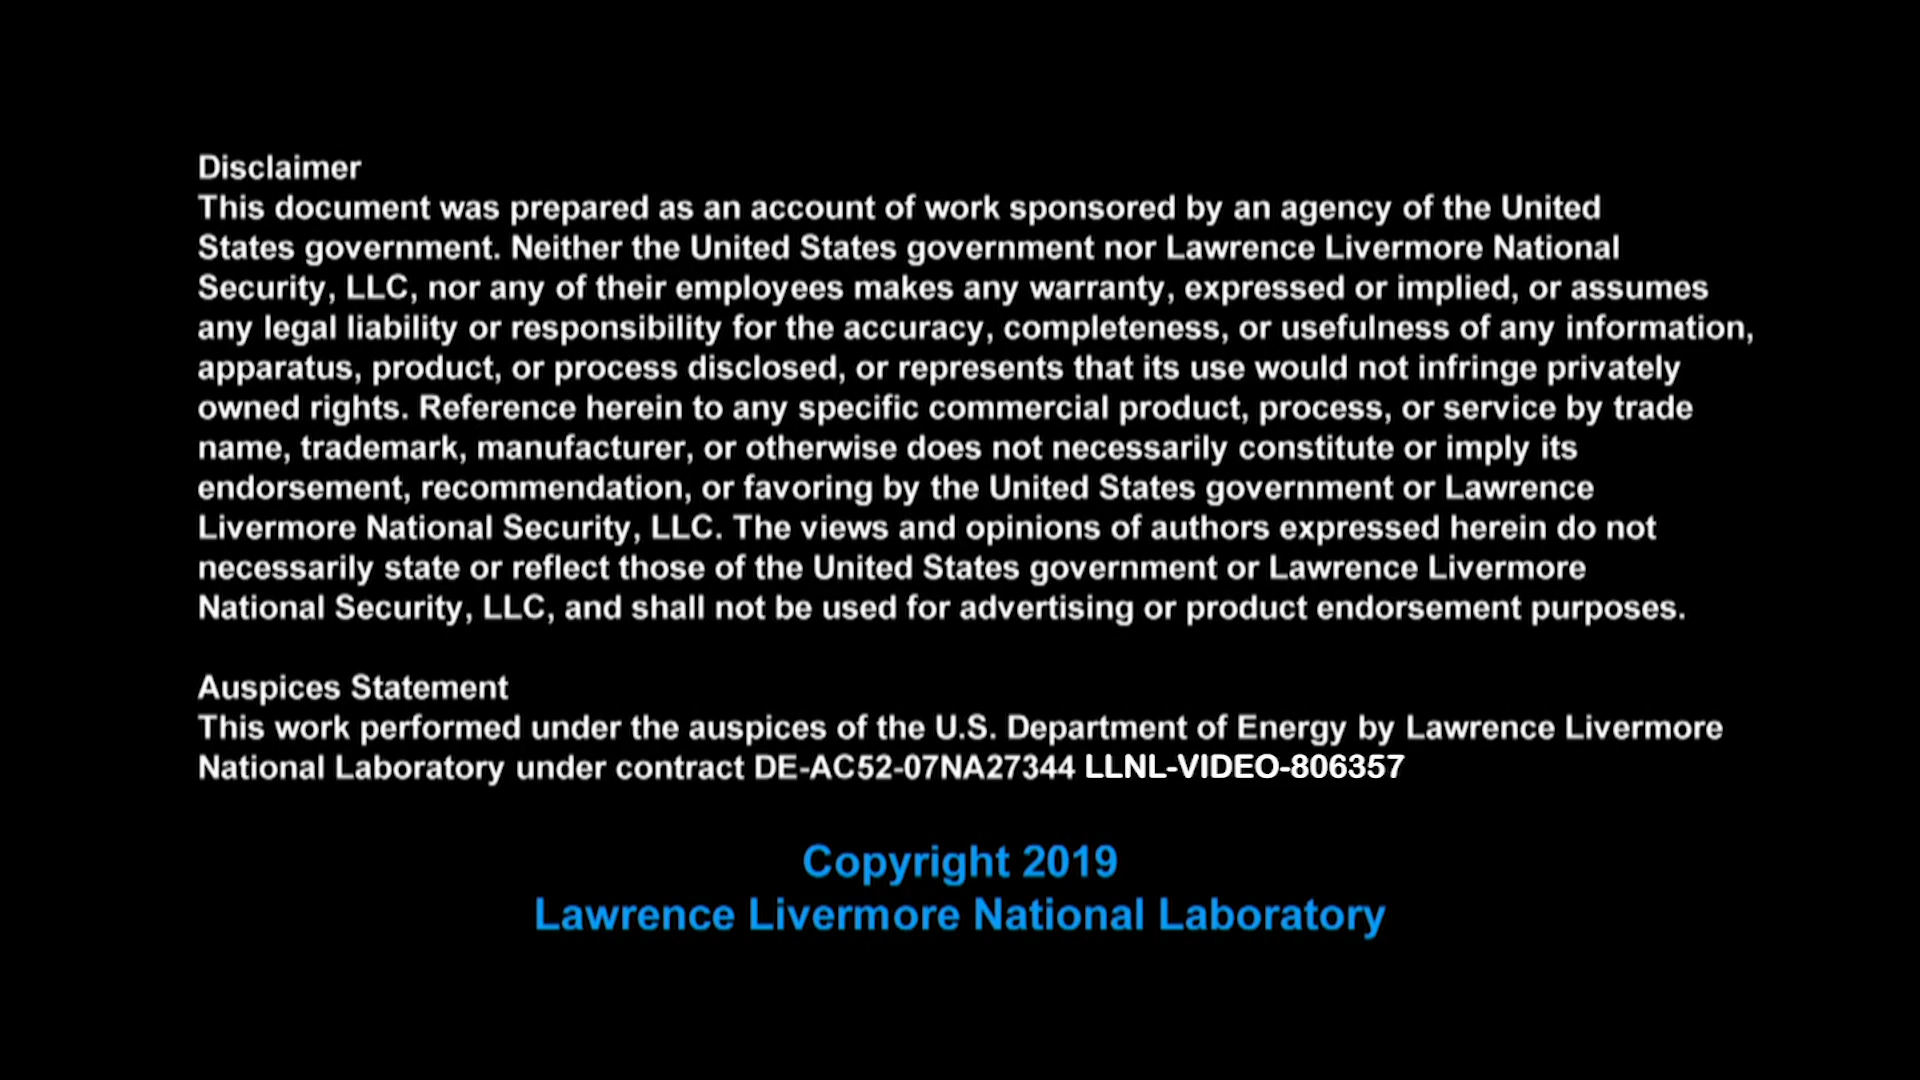 Disclaimer
This document was prepared as an account of work sponsored by an agency of the United
States government. Neither the United States government nor Lawrence Livermore National
Security, LLC, nor any of their employees makes any warranty, expressed or implied, or assumes
any legal liability or responsibility for the accuracy, completeness, or usefulness of any information,
apparatus, product, or process disclosed, or represents that its use would not infringe privately
owned rights. Reference herein to any specific commercial product, process, or service by trade
name, trademark, manufacturer, or otherwise does not necessarily constitute or imply its
endorsement, recommendation, or favoring by the United States government or Lawrence
Livermore National Security, LLC. The views and opinions of authors expressed herein do not
necessarily state or reflect those of the United States government or Lawrence Livermore
National Security, LLC, and shall not be used for advertising or product endorsement purposes.
Auspices Statement
This work performed under the auspices of the U.S. Department of Energy by Lawrence Livermore
National Laboratory under contract DE-AC52-07NA27344 LLNL-VIDEO-806357
Copyright 2019
Lawrence Livermore National Laboratory